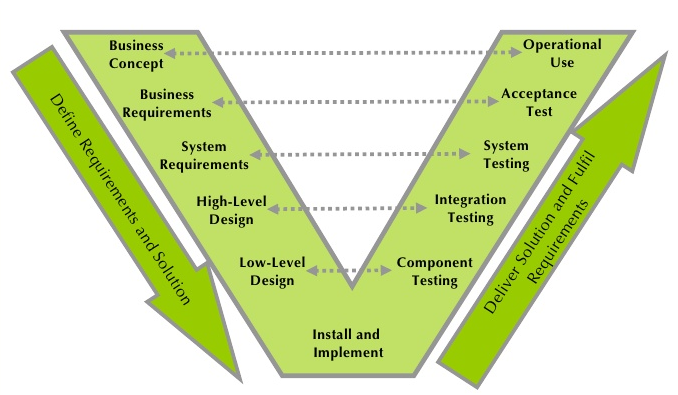 Business
Concept
Operational
Use
Business
Requirements
Acceptance
Test
System
Requirements
System
Testing
High-Level
Design
Integration
Testing
Low-Level
Design
Component
Testing
Install and
Implement
Define Requirements and Solution
Deliver Solution and Fulfil
Requirements